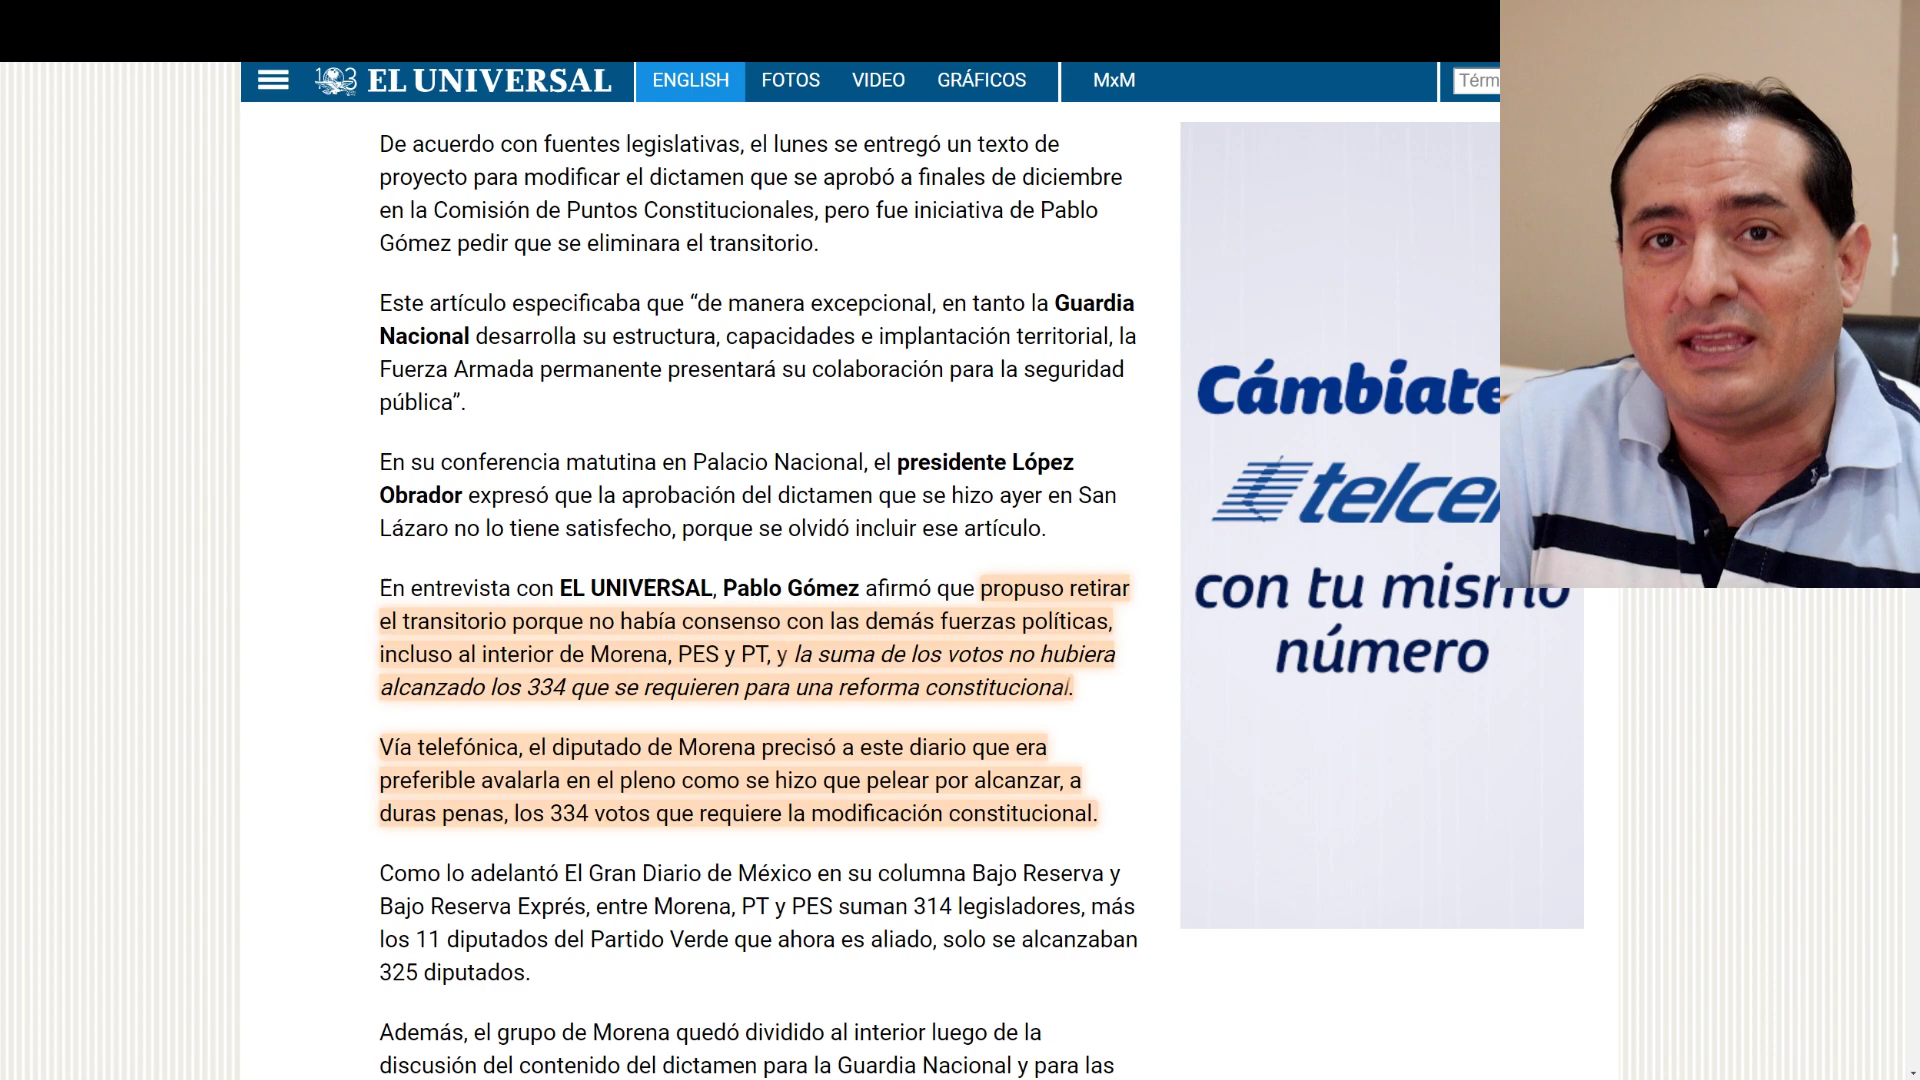 103 EL UNIVERSAL ENGLISH FOTOS VIDEO GRÁFICOS MxM Térm
De acuerdo con fuentes legislativas, el lunes se entregó un texto de
proyecto para modificar el dictamen que se aprobó a finales de diciembre
en la Comisión de Puntos Constitucionales, pero fue iniciativa de Pablo
Gómez pedir que se eliminara el transitorio.
Este artículo especificaba que “de manera excepcional, en tanto la Guardia
Nacional desarrolla su estructura, capacidades e implantación territorial, la
Fuerza Armada permanente presentará su colaboración para la seguridad
pública”.
En su conferencia matutina en Palacio Nacional, el presidente López
Obrador expresó que la aprobación del dictamen que se hizo ayer en San
Lázaro no lo tiene satisfecho, porque se olvidó incluir ese artículo.
En entrevista con EL UNIVERSAL, Pablo Gómez afirmó que propuso retirar
el transitorio porque no había consenso con las demás fuerzas políticas,
incluso al interior de Morena, PES y PT, y la suma de los votos no hubiera
alcanzado los 334 que se requieren para una reforma constitucional.
Vía telefónica, el diputado de Morena precisó a este diario que era
preferible avalarla en el pleno como se hizo que pelear por alcanzar, a
duras penas, los 334 votos que requiere la modificación constitucional.
Como lo adelantó El Gran Diario de México en su columna Bajo Reserva y
Bajo Reserva Exprés, entre Morena, PT y PES suman 314 legisladores, más
los 11 diputados del Partido Verde que ahora es aliado, solo se alcanzaban
325 diputados.
Además, el grupo de Morena quedó dividido al interior luego de la
discusión del contenido del dictamen para la Guardia Nacional y para las
Cámbiate
telcel
con tu mismo
número